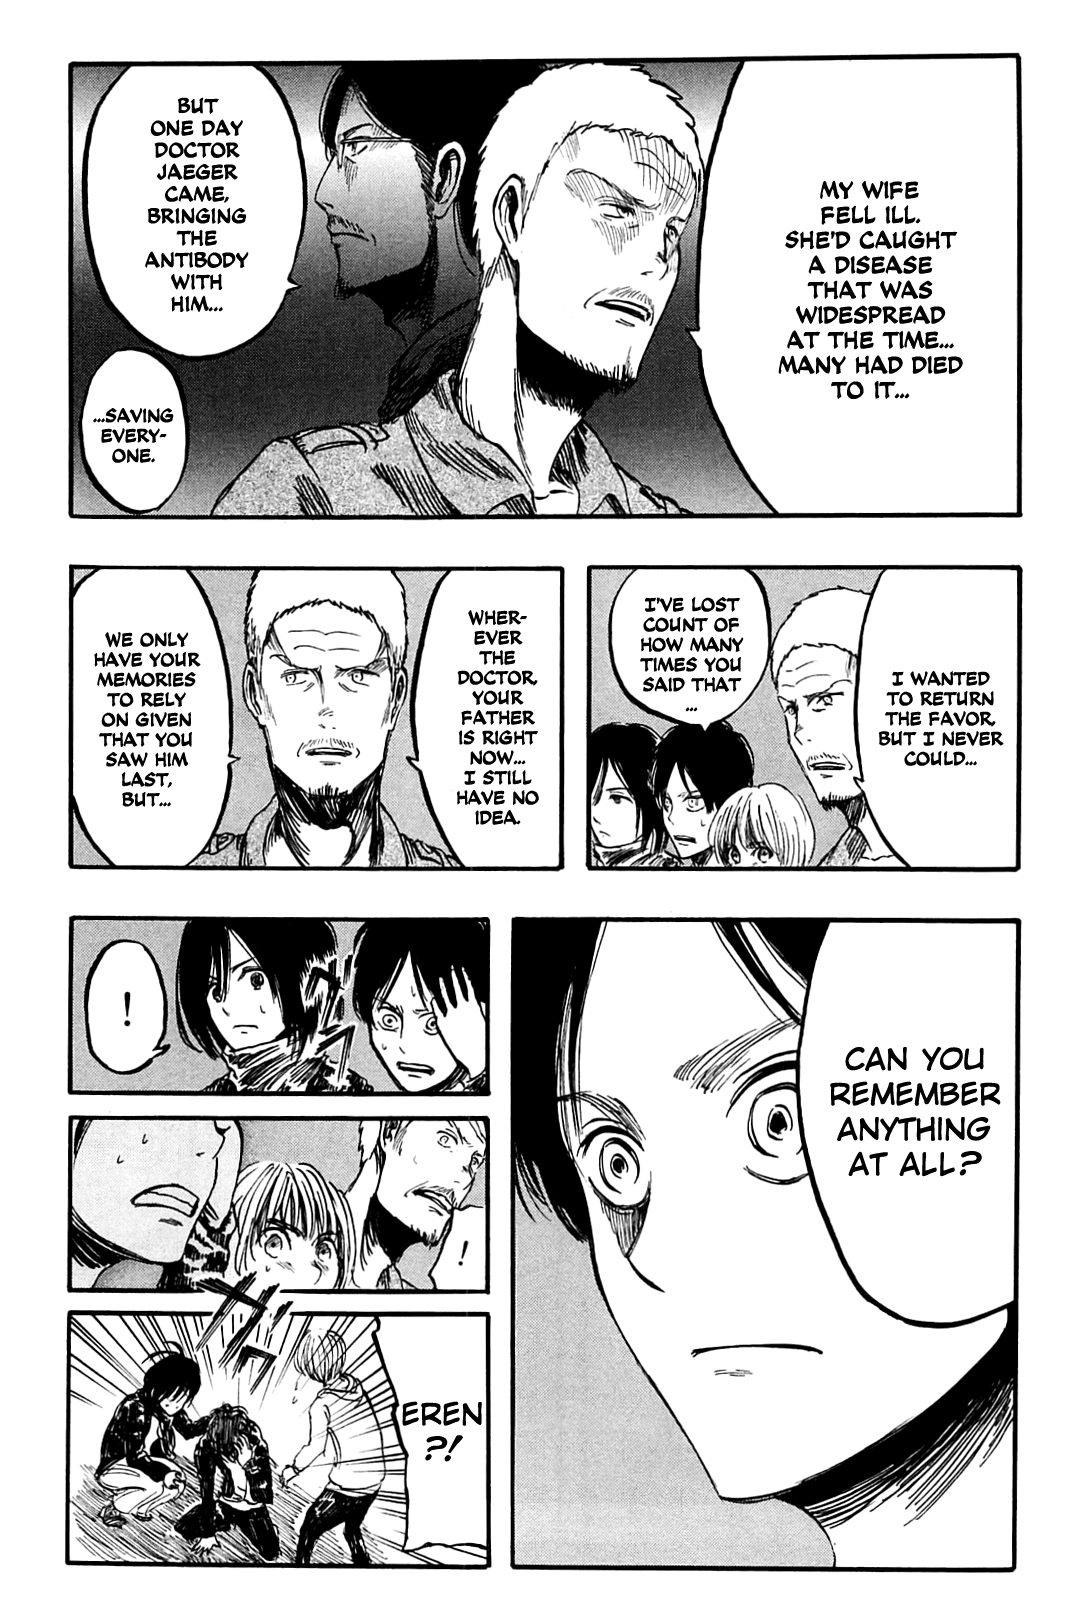 MY WIFE
FELL ILL.
SHE'D CAUGHT
A DISEASE
THAT WAS
WIDESPREAD
AT THE TIME...
MANY HAD DIED
TO IT...
BUT
ONE DAY
DOCTOR
JAEGER
CAME,
BRINGING
THE
ANTIBODY
WITH
HIM...
...SAVING
EVERY-
ONE.
I WANTED
TO RETURN
THE FAVOR,
BUT I NEVER
COULD...
I'VE LOST
COUNT OF
HOW MANY
TIMES YOU
SAID THAT
...
WHER-
EVER
THE
DOCTOR,
YOUR
FATHER
IS RIGHT
NOW...
I STILL
HAVE NO
IDEA.
WE ONLY
HAVE YOUR
MEMORIES
TO RELY
ON GIVEN
THAT YOU
SAW HIM
LAST,
BUT...
CAN YOU
REMEMBER
ANYTHING
AT ALL?
!
!
EREN
?!